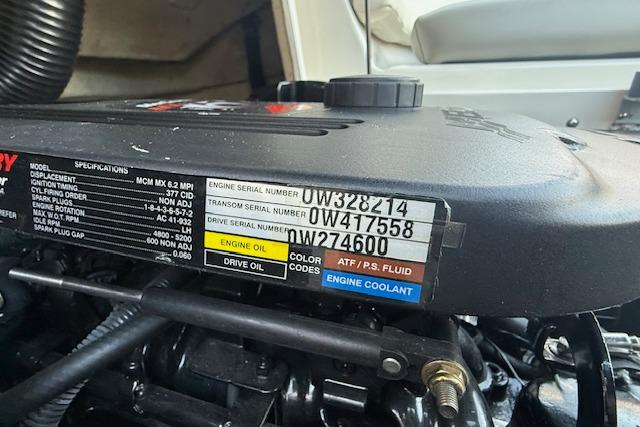 RY
SPECIFICATIONS
MODEL MCM MX 6.2 MPI
DISPLACEMENT 377 CID
IGNITION TIMING NON ADJ
CYL. FIRING ORDER 1-8-4-3-6-5-7-2
SPARK PLUGS AC 41-932
ENGINE ROTATION LH
MAX W.O.T. RPM 4800 - 5200
IDLE RPM 600 NON ADJ
SPARK PLUG GAP 0.060
REFER
ENGINE SERIAL NUMBER 0W328214
TRANSOM SERIAL NUMBER 0W417558
DRIVE SERIAL NUMBER 0W274600
ENGINE OIL
DRIVE OIL
COLOR
CODES
ATF / P.S. FLUID
ENGINE COOLANT